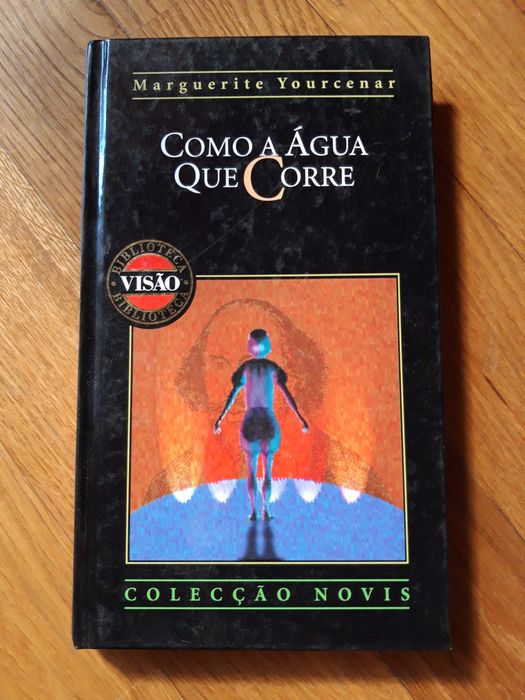 Marguerite Yourcenar
COMO A ÁGUA
QUE CORRE
BIBLIOTECA
VISÃO
BIBLIOTECA
COLECÇÃO NOVIS